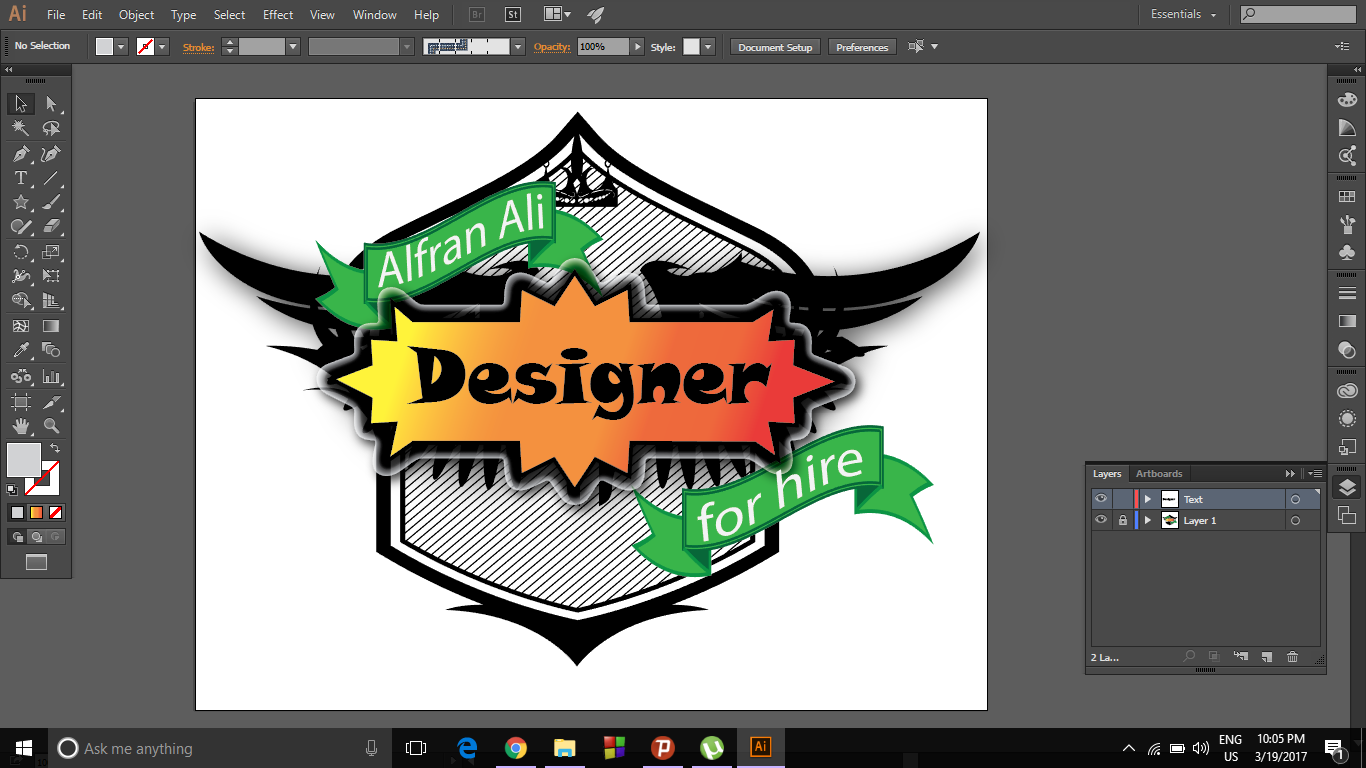 Ai File Edit Object Type Select Effect View Window Help Br St Essentials
No Selection Stroke: Opacity: 100% Style: Document Setup Preferences
Alfran Ali
Designer
for hire
Layers Artboards
Text
Layer 1
2 La...
Ask me anything
Ai
ENG
US
10:05 PM
3/19/2017
1